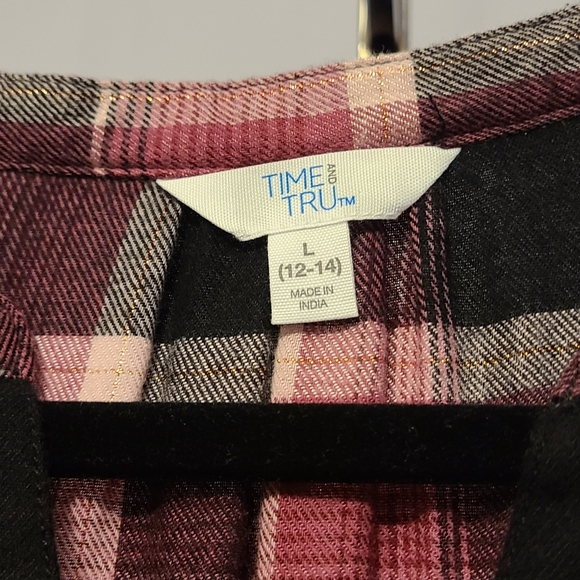 TIME AND
TRU™
L
(12-14)
MADE IN
INDIA